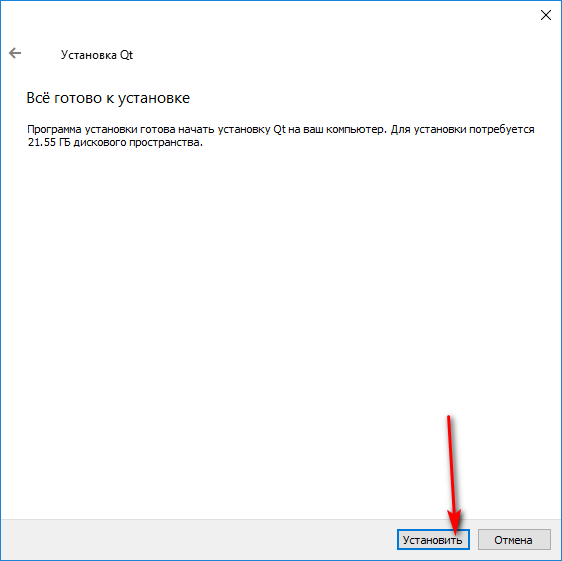 Установка Qt
Всё готово к установке
Программа установки готова начать установку Qt на ваш компьютер. Для установки потребуется
21.55 ГБ дискового пространства.
Установить
Отмена